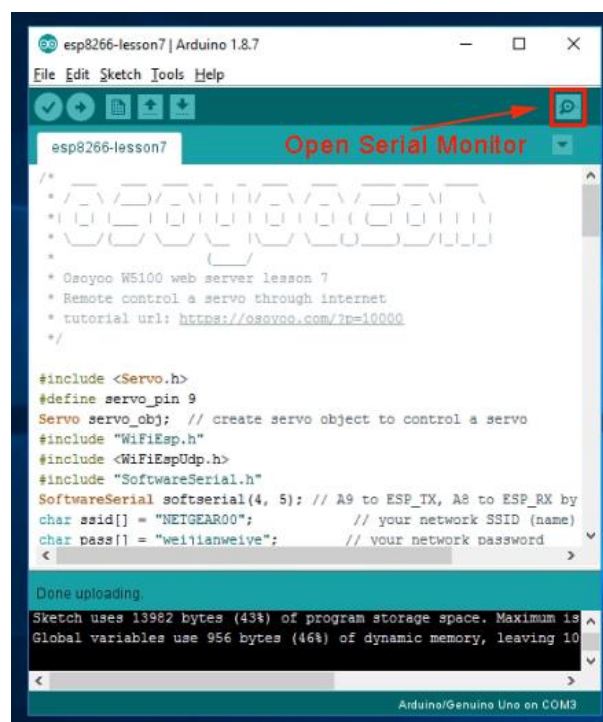 esp8266-lesson7 | Arduino 1.8.7
File Edit Sketch Tools Help
Open Serial Monitor
esp8266-lesson7
/*
osoyoo.com
* Osoyoo W5100 web server lesson 7
* Remote control a servo through internet
* tutorial url: https://osoyoo.com/?p=10000
*/
#include <Servo.h>
#define servo_pin 9
Servo servo_obj;  // create servo object to control a servo
#include "WiFiEsp.h"
#include <WiFiEspUdp.h>
#include "SoftwareSerial.h"
SoftwareSerial softserial(4, 5); // A9 to ESP_TX, A8 to ESP_RX by
char ssid[] = "NETGEAR00";            // your network SSID (name)
char pass[] = "weijianweiye";        // your network password
Done uploading.
Sketch uses 13982 bytes (43%) of program storage space. Maximum is
Global variables use 956 bytes (46%) of dynamic memory, leaving 10
Arduino/Genuino Uno on COM3